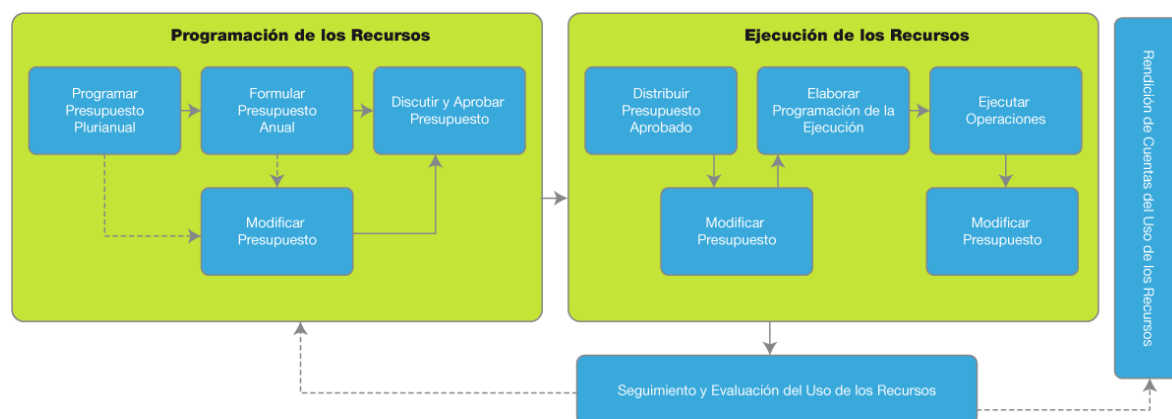 Programación de los Recursos
Programar
Presupuesto
Plurianual
Formular
Presupuesto
Anual
Discutir y Aprobar
Presupuesto
Modificar
Presupuesto
Ejecución de los Recursos
Distribuir
Presupuesto
Aprobado
Elaborar
Programación de la
Ejecución
Ejecutar
Operaciones
Modificar
Presupuesto
Modificar
Presupuesto
Seguimiento y Evaluación del Uso de los Recursos
Rendición de Cuentas del Uso de los Recursos